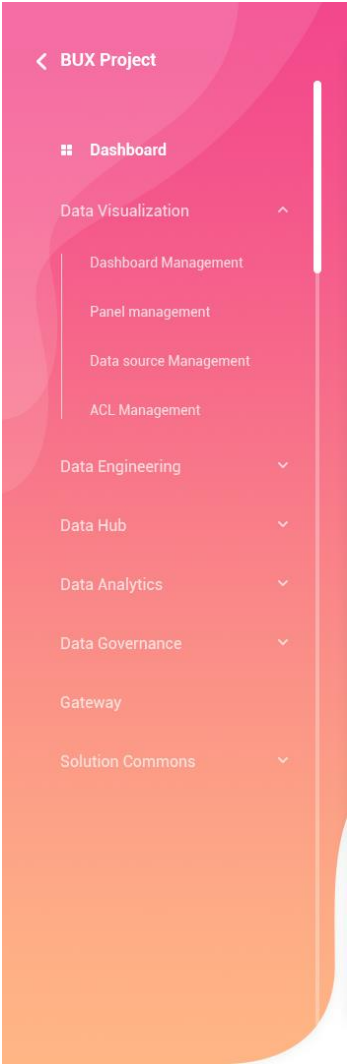 BUX Project
Dashboard
Data Visualization
Dashboard Management
Panel management
Data source Management
ACL Management
Data Engineering
Data Hub
Data Analytics
Data Governance
Gateway
Solution Commons